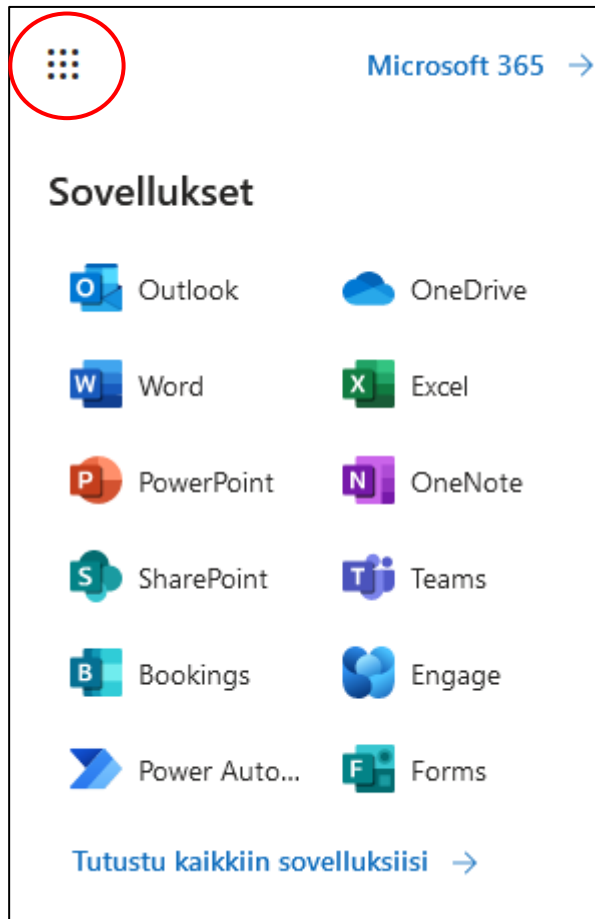 Microsoft 365 →
Sovellukset
Outlook OneDrive
Word Excel
PowerPoint OneNote
SharePoint Teams
Bookings Engage
Power Auto... Forms
Tutustu kaikkiin sovelluksiisi →